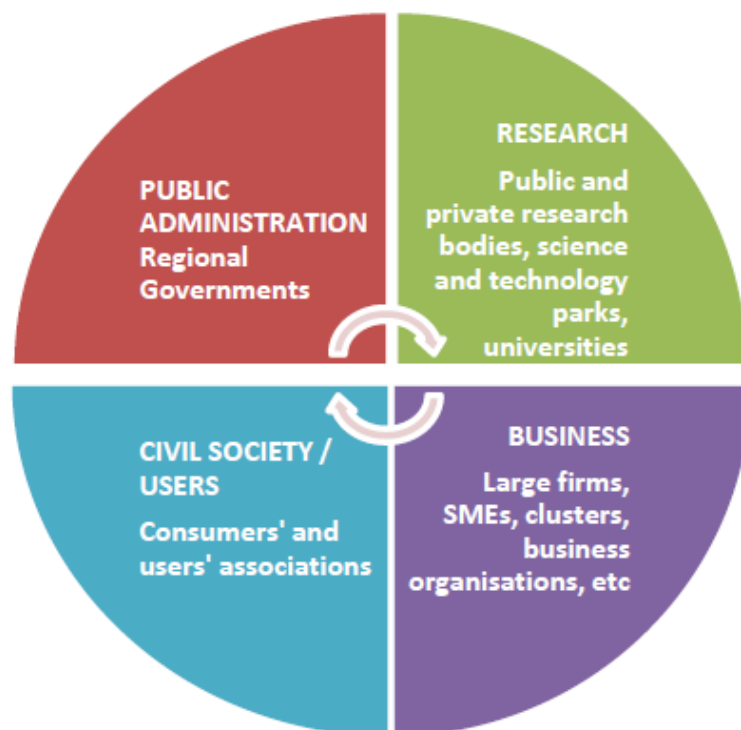 PUBLIC
ADMINISTRATION
Regional
Governments
RESEARCH
Public and
private research
bodies, science
and technology
parks,
universities
CIVIL SOCIETY /
USERS
Consumers' and
users' associations
BUSINESS
Large firms,
SMEs, clusters,
business
organisations, etc